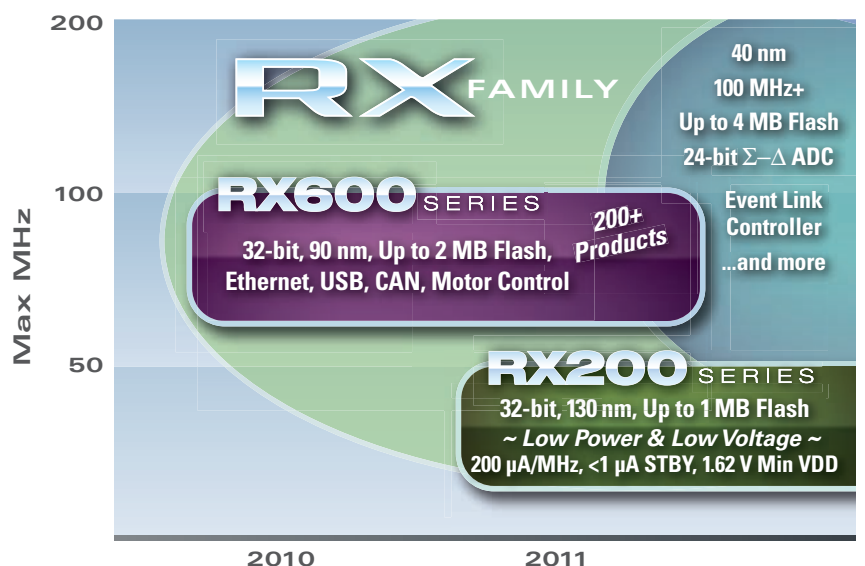 200
RX FAMILY
40 nm
100 MHz+
Up to 4 MB Flash
24-bit Σ–Δ ADC
Event Link
Controller
...and more
100
RX600 SERIES
200+
Products
32-bit, 90 nm, Up to 2 MB Flash,
Ethernet, USB, CAN, Motor Control
Max MHz
50
RX200 SERIES
32-bit, 130 nm, Up to 1 MB Flash
~ Low Power & Low Voltage ~
200 µA/MHz, <1 µA STBY, 1.62 V Min VDD
2010 2011